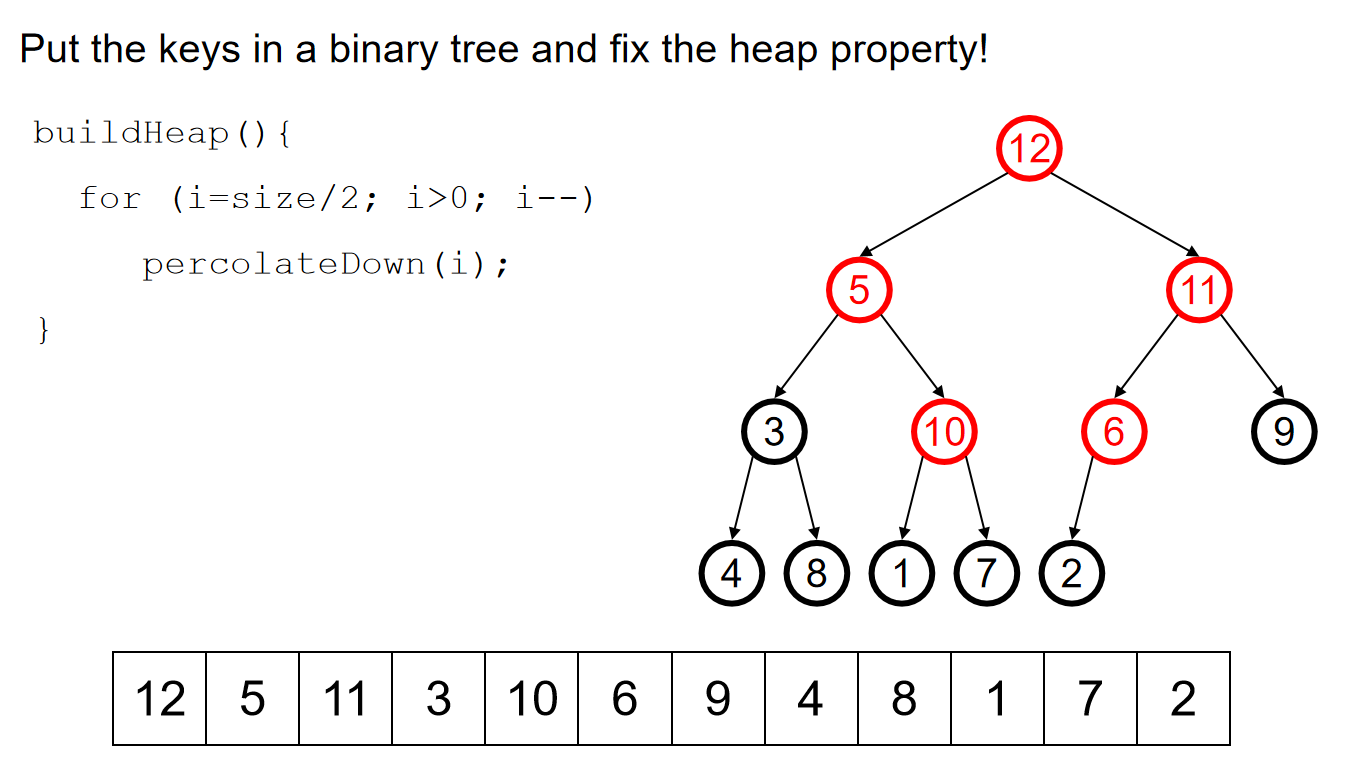 Put the keys in a binary tree and fix the heap property!
buildHeap(){
for (i=size/2; i>0; i--)
percolateDown(i);
}
12
5 11
3 10 6 9
4 8 1 7 2
12 5 11 3 10 6 9 4 8 1 7 2